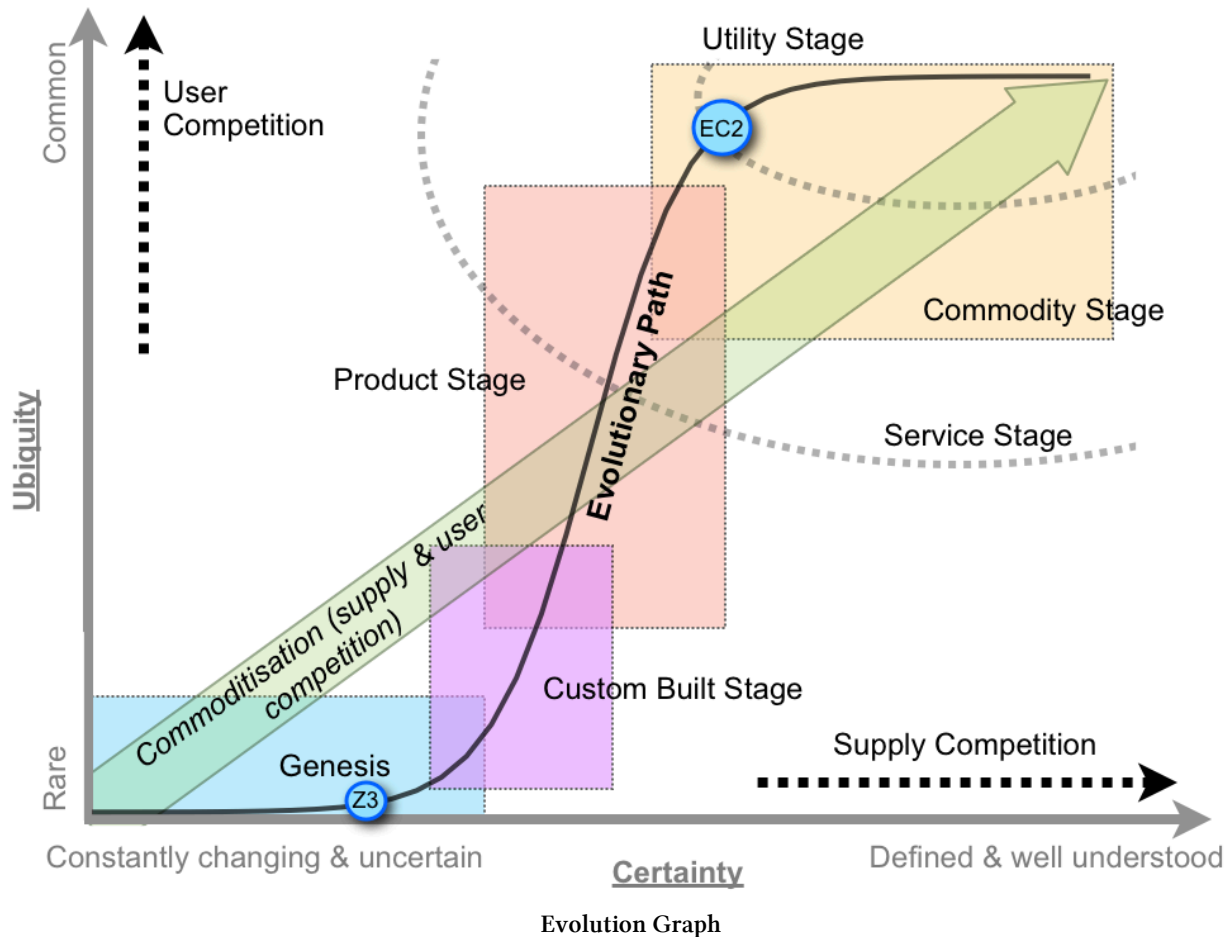 Utility Stage
Common
User
Competition
EC2
Commodity Stage
Product Stage
Evolutionary Path
Service Stage
Ubiquity
Commoditisation (supply & user
competition)
Custom Built Stage
Supply Competition
Genesis
Z3
Rare
Constantly changing & uncertain
Certainty
Defined & well understood
Evolution Graph